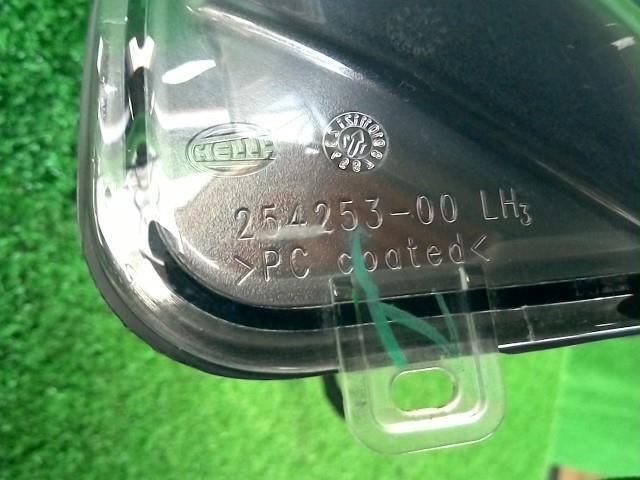 HELLA
254253-00 LH3
>PC coated<